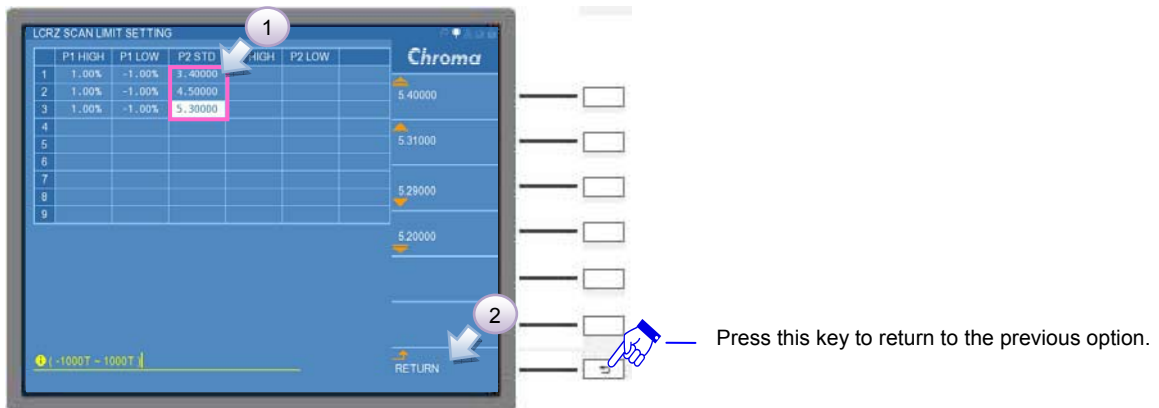 LCRZ SCAN LIMIT SETTING
1
Chroma
P1 HIGH P1 LOW P2 STD HIGH P2 LOW
1 1.00% -1.00% 3.40000
2 1.00% -1.00% 4.50000
3 1.00% -1.00% 5.30000
4
5
6
7
8
9
5.40000
5.31000
5.29000
5.20000
2
( -1000T ~ 1000T )
RETURN
Press this key to return to the previous option.